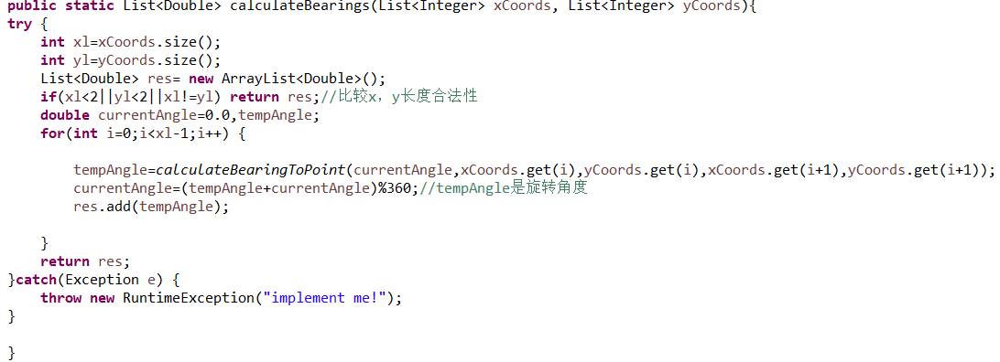 public static List<Double> calculateBearings(List<Integer> xCoords, List<Integer> yCoords){
try {
    int xl=xCoords.size();
    int yl=yCoords.size();
    List<Double> res= new ArrayList<Double>();
    if(xl<2||yl<2||xl!=yl) return res;//比较x，y长度合法性
    double currentAngle=0.0,tempAngle;
    for(int i=0;i<xl-1;i++) {
        tempAngle=calculateBearingToPoint(currentAngle,xCoords.get(i),yCoords.get(i),xCoords.get(i+1),yCoords.get(i+1));
        currentAngle=(tempAngle+currentAngle)%360;//tempAngle是旋转角度
        res.add(tempAngle);
    }
    return res;
}catch(Exception e) {
    throw new RuntimeException("implement me!");
}
}